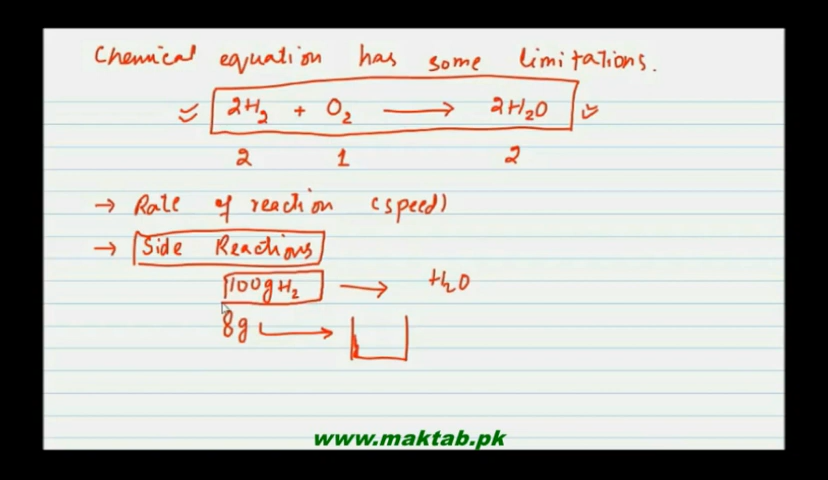 Chemical equation has some limitations.
2H₂ + O₂ → 2H₂O
2 1 2
→ Rate of reaction (speed)
→ Side Reactions
100g H₂ → H₂O
8g →
www.maktab.pk